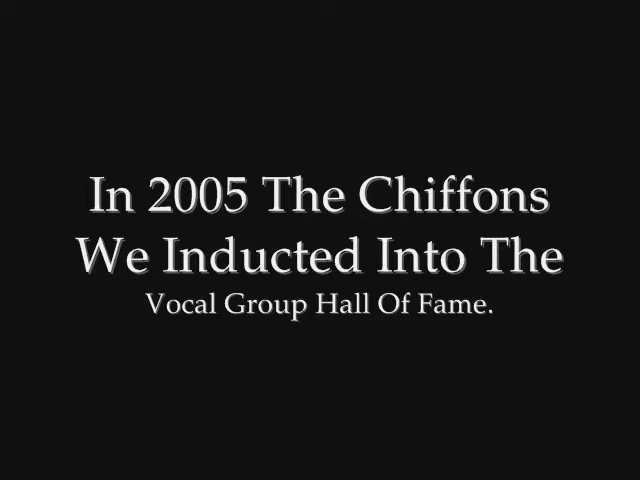 In 2005 The Chiffons
We Inducted Into The
Vocal Group Hall Of Fame.